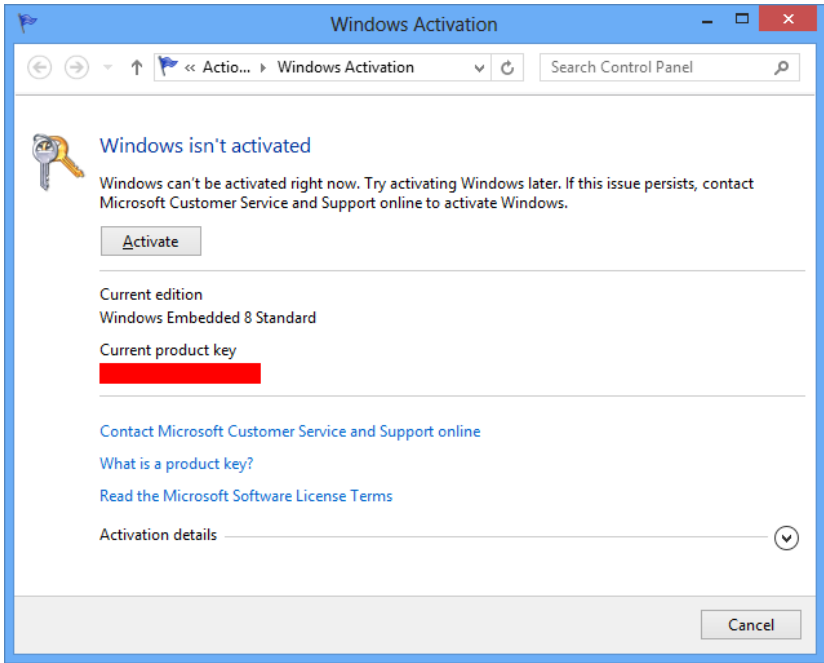 Windows Activation
« Actio... Windows Activation
Search Control Panel
Windows isn't activated
Windows can't be activated right now. Try activating Windows later. If this issue persists, contact
Microsoft Customer Service and Support online to activate Windows.
Activate
Current edition
Windows Embedded 8 Standard
Current product key
Contact Microsoft Customer Service and Support online
What is a product key?
Read the Microsoft Software License Terms
Activation details
Cancel